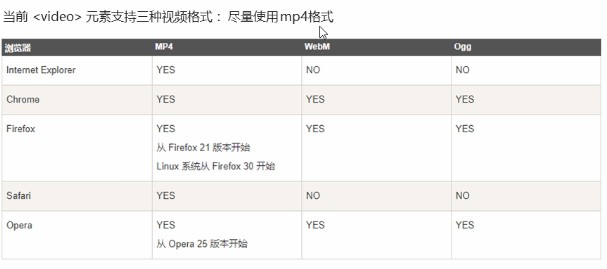 当前 <video> 元素支持三种视频格式： 尽量使用mp4格式
浏览器 MP4 WebM Ogg
Internet Explorer YES NO NO
Chrome YES YES YES
Firefox YES YES YES
从 Firefox 21 版本开始
Linux 系统从 Firefox 30 开始
Safari YES NO NO
Opera YES YES YES
从 Opera 25 版本开始